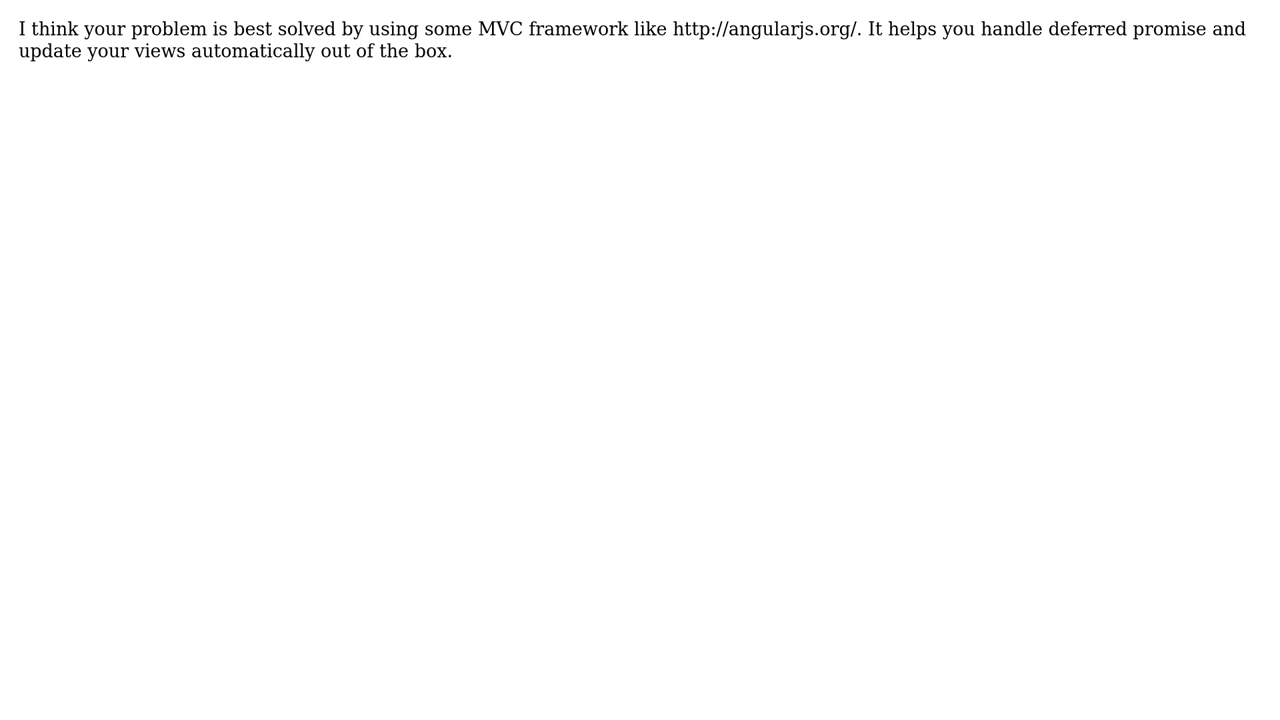 I think your problem is best solved by using some MVC framework like http://angularjs.org/. It helps you handle deferred promise and
update your views automatically out of the box.